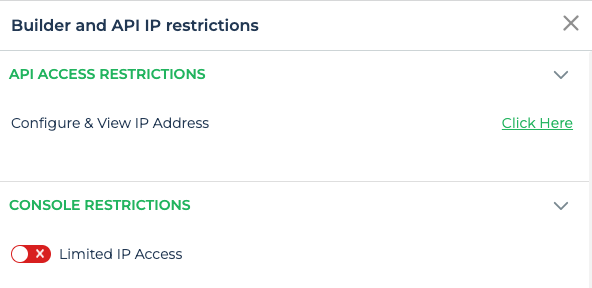 Builder and API IP restrictions
API ACCESS RESTRICTIONS
Configure & View IP Address Click Here
CONSOLE RESTRICTIONS
Limited IP Access